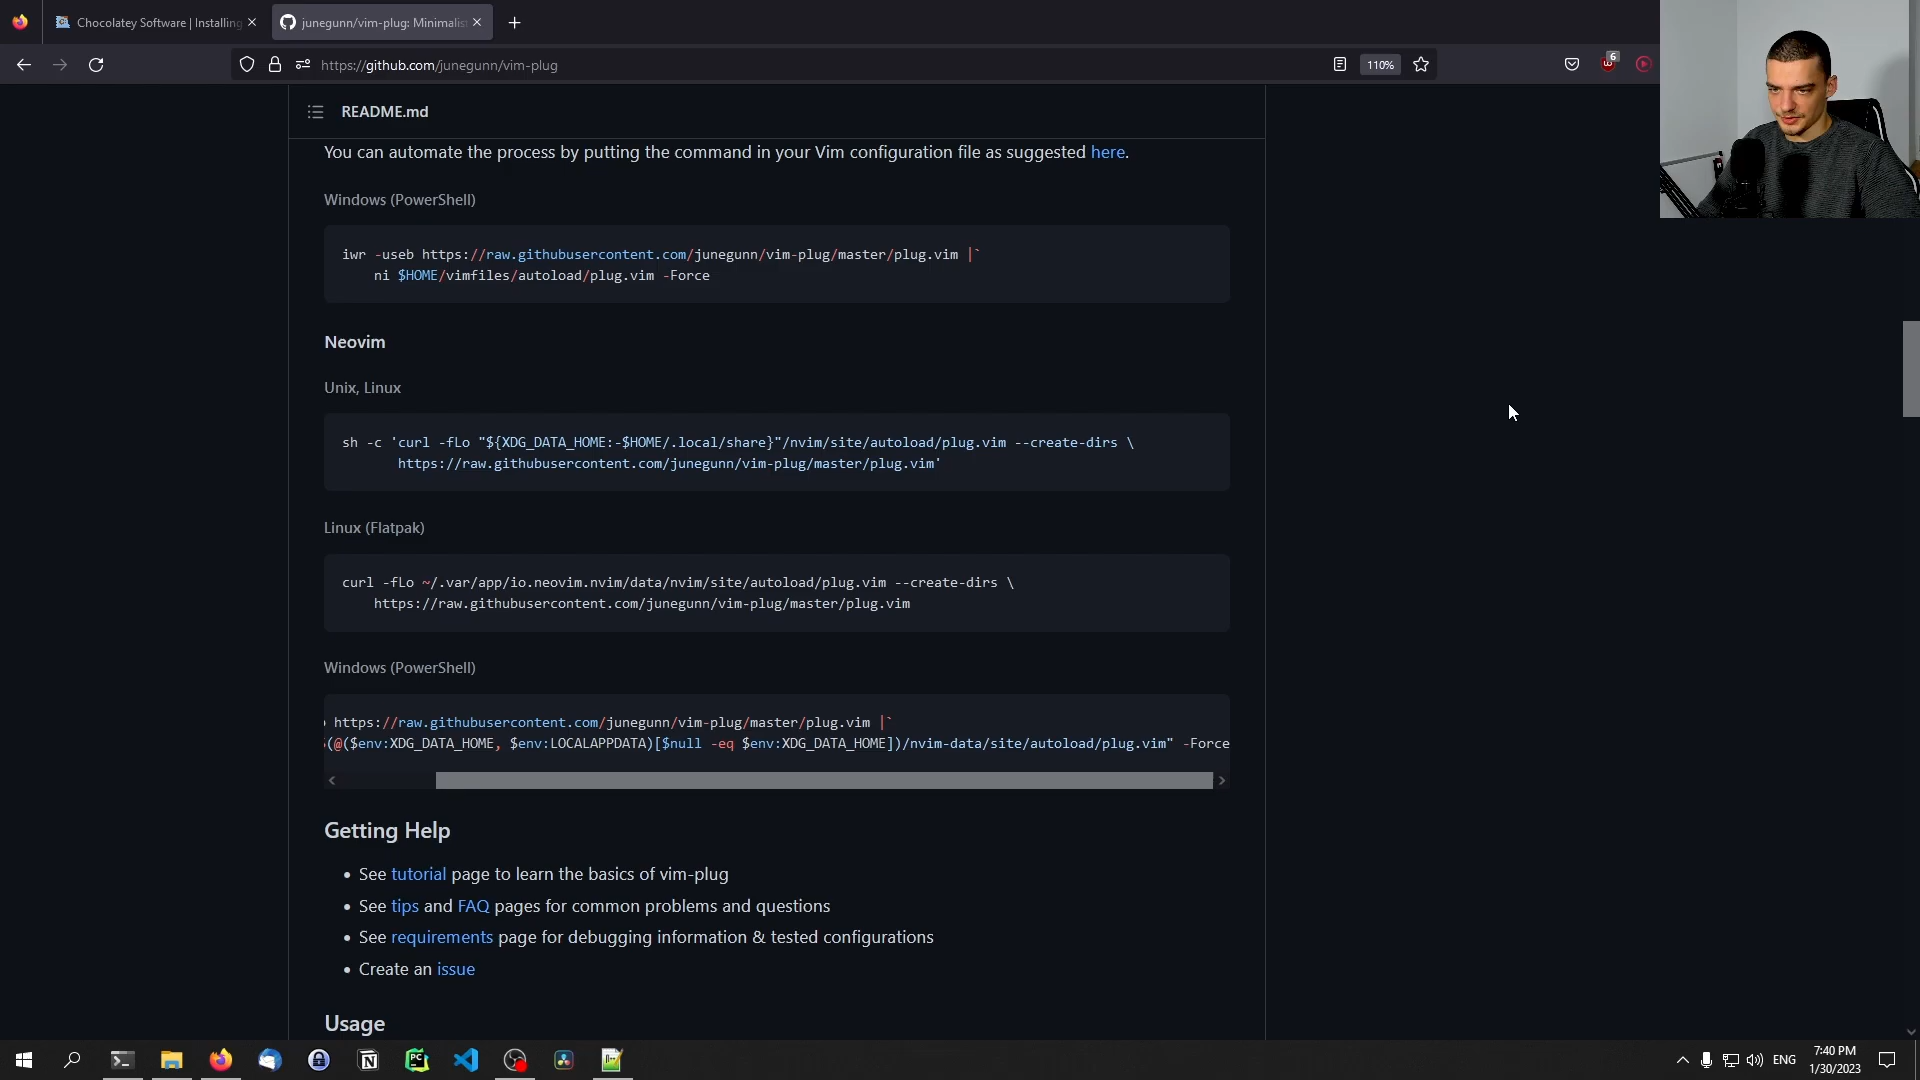 Chocolatey Software | Installing
junegunn/vim-plug: Minimalis
https://github.com/junegunn/vim-plug
110%
6
README.md
You can automate the process by putting the command in your Vim configuration file as suggested here.
Windows (PowerShell)
iwr -useb https://raw.githubusercontent.com/junegunn/vim-plug/master/plug.vim |`
ni $HOME/vimfiles/autoload/plug.vim -Force
Neovim
Unix, Linux
sh -c 'curl -fLo "${XDG_DATA_HOME:-$HOME/.local/share}"/nvim/site/autoload/plug.vim --create-dirs \
https://raw.githubusercontent.com/junegunn/vim-plug/master/plug.vim'
Linux (Flatpak)
curl -fLo ~/.var/app/io.neovim.nvim/data/nvim/site/autoload/plug.vim --create-dirs \
https://raw.githubusercontent.com/junegunn/vim-plug/master/plug.vim
Windows (PowerShell)
https://raw.githubusercontent.com/junegunn/vim-plug/master/plug.vim |`
(@($env:XDG_DATA_HOME, $env:LOCALAPPDATA)[$null -eq $env:XDG_DATA_HOME])/nvim-data/site/autoload/plug.vim" -Force
Getting Help
• See tutorial page to learn the basics of vim-plug
• See tips and FAQ pages for common problems and questions
• See requirements page for debugging information & tested configurations
• Create an issue
Usage
ENG
7:40 PM
1/30/2023